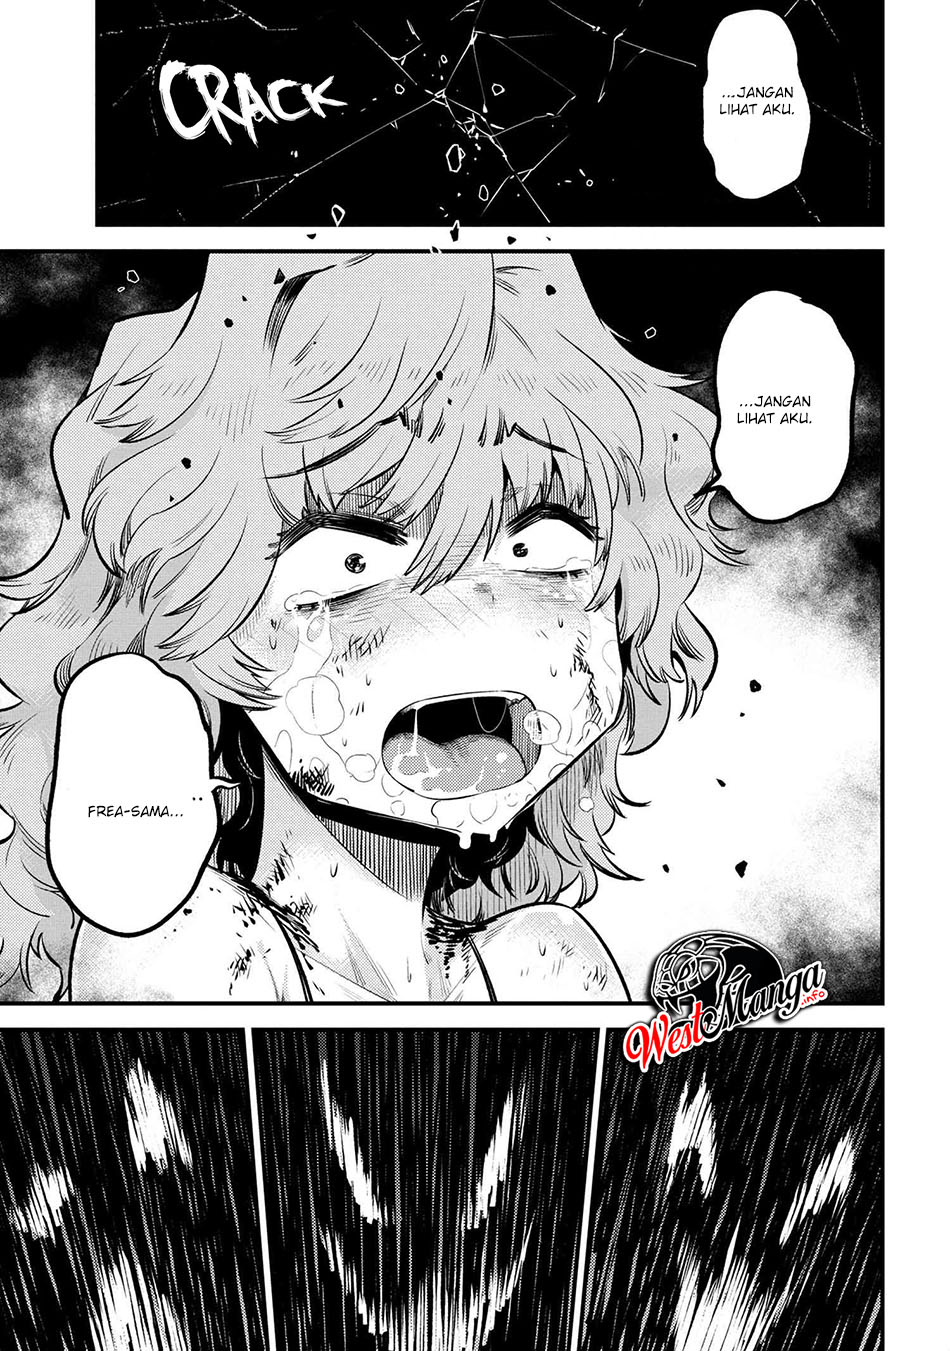 ...JANGAN
LIHAT AKU.
CRACK
...JANGAN
LIHAT AKU.
FREA-SAMA...
WestManga
.info